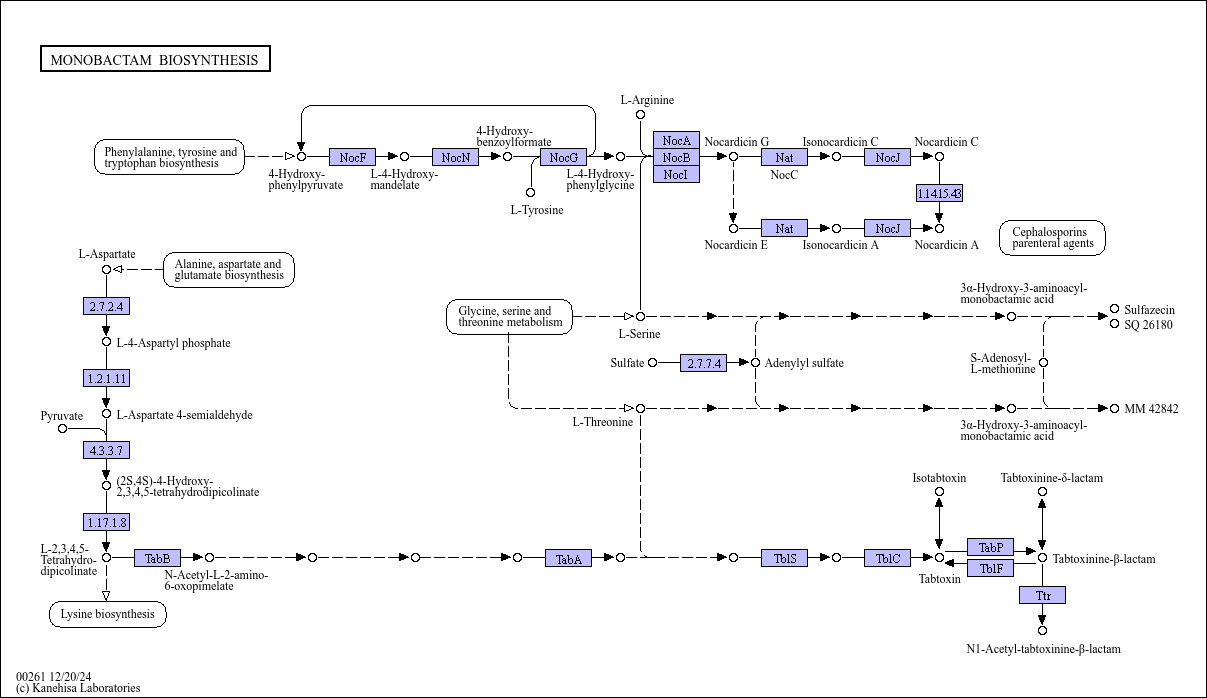 MONOBACTAM BIOSYNTHESIS
L-Arginine
4-Hydroxy-
benzoylformate
Phenylalanine, tyrosine and
tryptophan biosynthesis
NocF
NocN
NocG
NocA
NocB
NocI
Nocardicin G
Isonocardicin C
Nocardicin C
Nat
NocJ
NocC
4-Hydroxy-
phenylpyruvate
L-4-Hydroxy-
mandelate
L-4-Hydroxy-
phenylglycine
L-Tyrosine
1.14.15.43
Nat
NocJ
Nocardicin E
Isonocardicin A
Nocardicin A
Cephalosporins
parenteral agents
L-Aspartate
Alanine, aspartate and
glutamate biosynthesis
2.7.2.4
L-4-Aspartyl phosphate
1.2.1.11
Pyruvate
L-Aspartate 4-semialdehyde
4.3.3.7
(2S,4S)-4-Hydroxy-
2,3,4,5-tetrahydrodipicolinate
1.17.1.8
Glycine, serine and
threonine metabolism
L-Serine
3α-Hydroxy-3-aminoacyl-
monobactamic acid
Sulfazecin
SQ 26180
Sulfate
2.7.7.4
Adenylyl sulfate
S-Adenosyl-
L-methionine
L-Threonine
3α-Hydroxy-3-aminoacyl-
monobactamic acid
MM 42842
Isotabtoxin
Tabtoxinine-δ-lactam
L-2,3,4,5-
Tetrahydro-
dipicolinate
TabB
N-Acetyl-L-2-amino-
6-oxopimelate
TabA
TblS
TblC
Tabtoxin
TabP
TblF
Tabtoxinine-β-lactam
Ttr
N1-Acetyl-tabtoxinine-β-lactam
Lysine biosynthesis
00261 12/20/24
(c) Kanehisa Laboratories